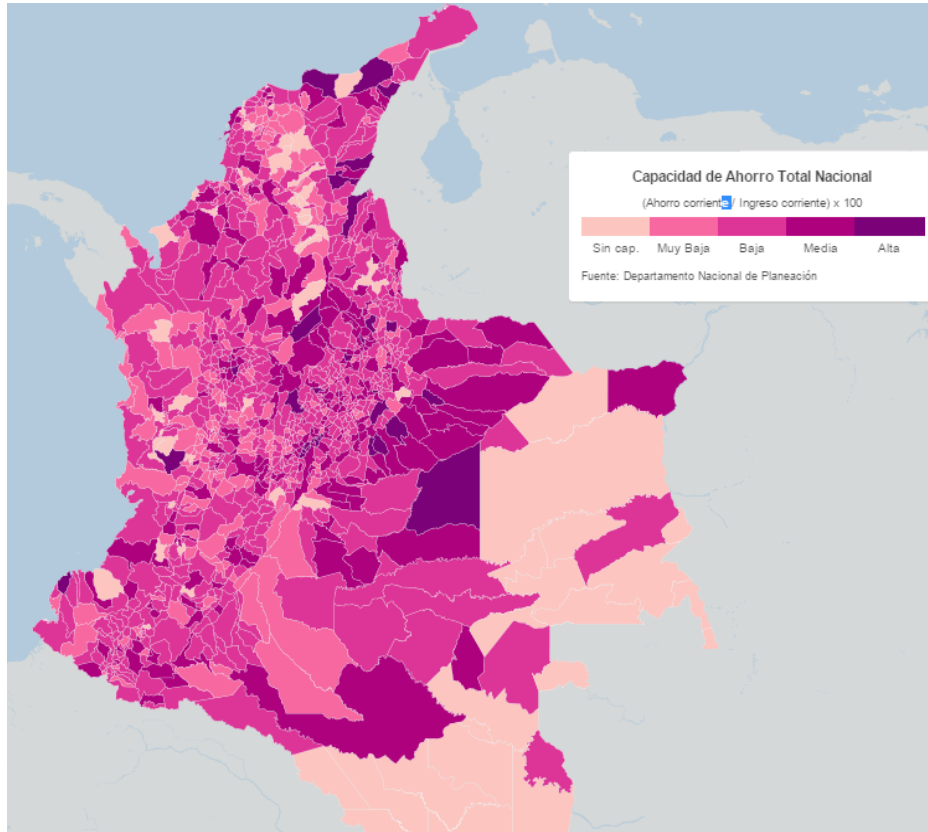 Capacidad de Ahorro Total Nacional
(Ahorro corriente / Ingreso corriente) x 100
Sin cap. Muy Baja Baja Media Alta
Fuente: Departamento Nacional de Planeación